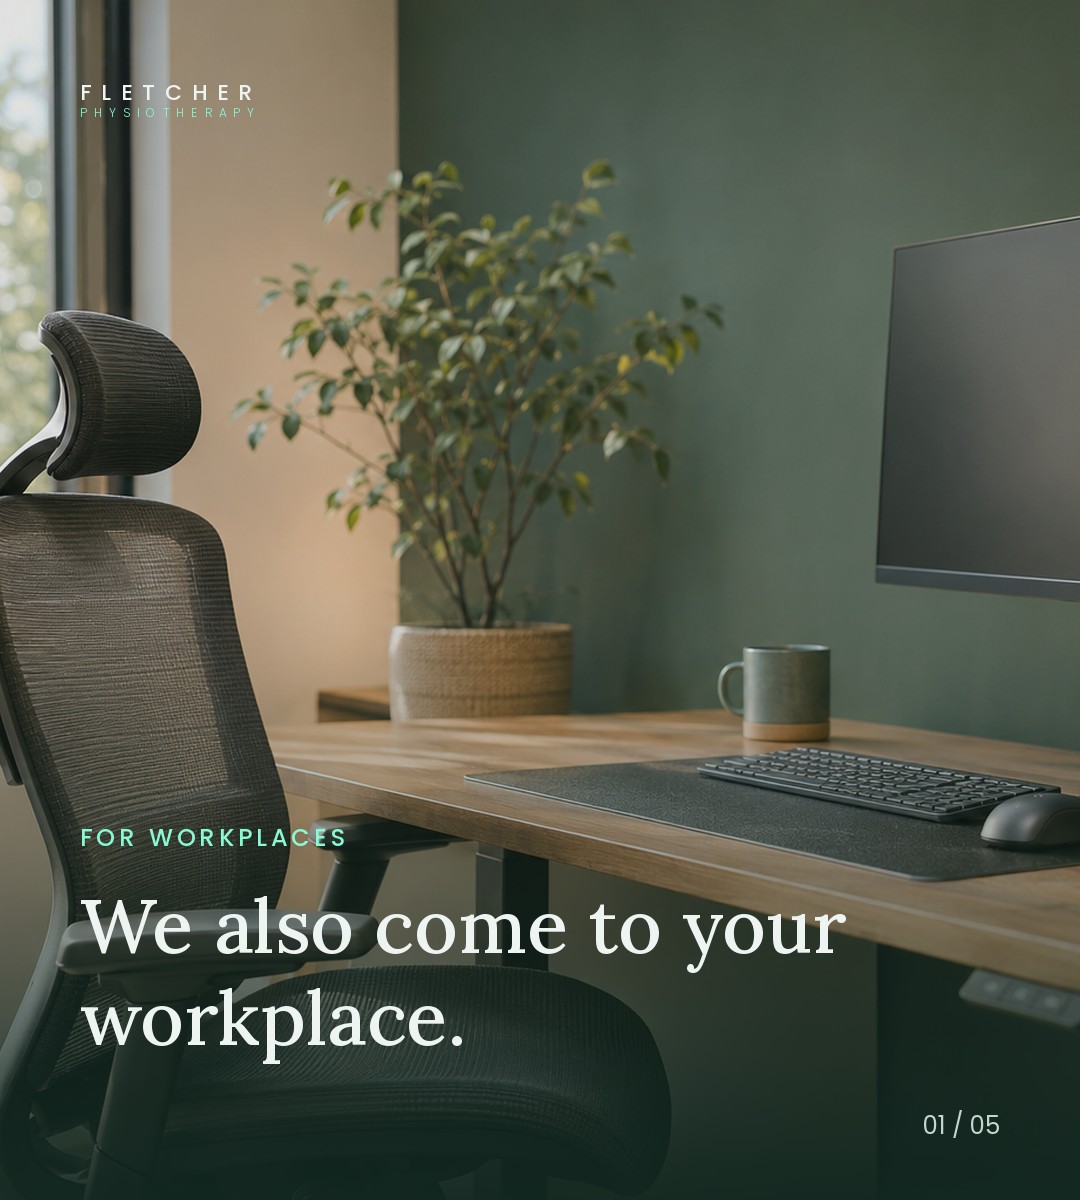 FLETCHER
PHYSIOTHERAPY
FOR WORKPLACES
We also come to your
workplace.
01 / 05